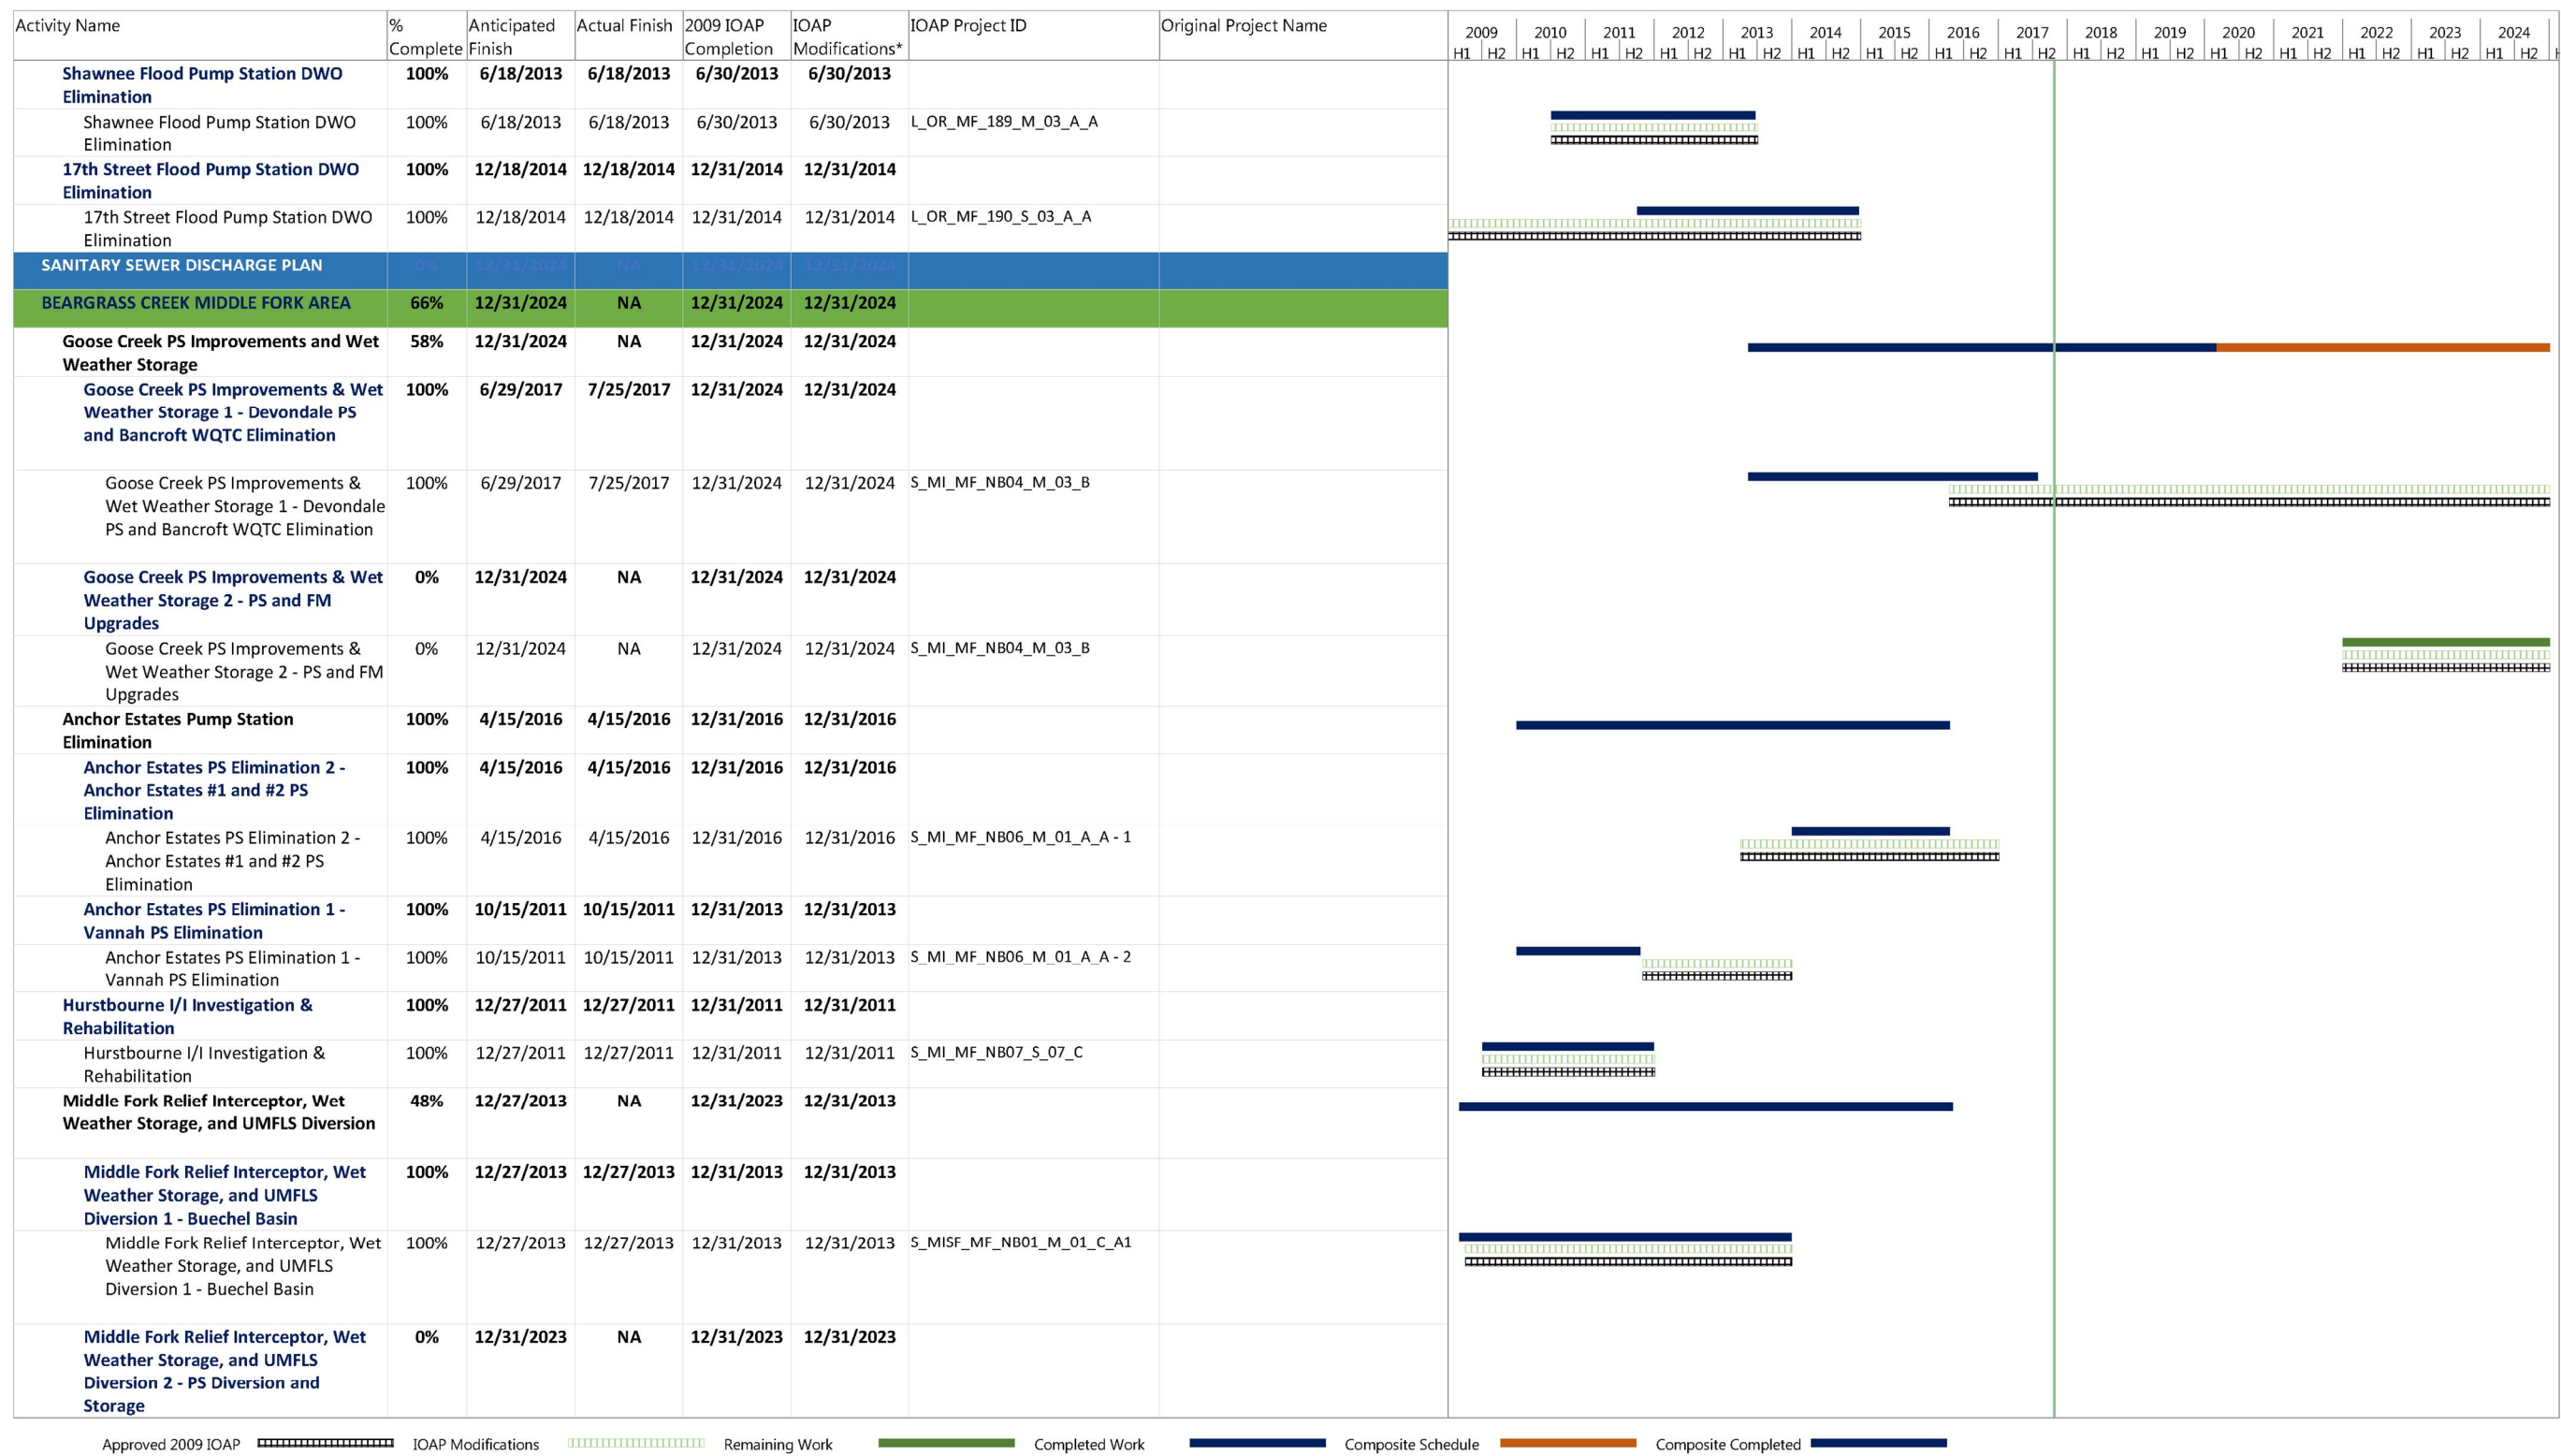 Activity Name % Complete Anticipated Finish Actual Finish 2009 IOAP Completion IOAP Modifications* IOAP Project ID Original Project Name
2009 2010 2011 2012 2013 2014 2015 2016 2017 2018 2019 2020 2021 2022 2023 2024
H1 H2 H1 H2 H1 H2 H1 H2 H1 H2 H1 H2 H1 H2 H1 H2 H1 H2 H1 H2 H1 H2 H1 H2 H1 H2 H1 H2 H1 H2 H1 H2
Shawnee Flood Pump Station DWO 100% 6/18/2013 6/18/2013 6/30/2013 6/30/2013
Elimination
Shawnee Flood Pump Station DWO 100% 6/18/2013 6/18/2013 6/30/2013 6/30/2013 L_OR_MF_189_M_03_A_A
Elimination
17th Street Flood Pump Station DWO 100% 12/18/2014 12/18/2014 12/31/2014 12/31/2014
Elimination
17th Street Flood Pump Station DWO 100% 12/18/2014 12/18/2014 12/31/2014 12/31/2014 L_OR_MF_190_S_03_A_A
Elimination
SANITARY SEWER DISCHARGE PLAN 0% 12/31/2024 NA 12/31/2024 12/31/2024
BEARGRASS CREEK MIDDLE FORK AREA 66% 12/31/2024 NA 12/31/2024 12/31/2024
Goose Creek PS Improvements and Wet 58% 12/31/2024 NA 12/31/2024 12/31/2024
Weather Storage
Goose Creek PS Improvements & Wet 100% 6/29/2017 7/25/2017 12/31/2024 12/31/2024
Weather Storage 1 - Devondale PS
and Bancroft WQTC Elimination
Goose Creek PS Improvements & 100% 6/29/2017 7/25/2017 12/31/2024 12/31/2024 S_MI_MF_NB04_M_03_B
Wet Weather Storage 1 - Devondale
PS and Bancroft WQTC Elimination
Goose Creek PS Improvements & Wet 0% 12/31/2024 NA 12/31/2024 12/31/2024
Weather Storage 2 - PS and FM
Upgrades
Goose Creek PS Improvements & 0% 12/31/2024 NA 12/31/2024 12/31/2024 S_MI_MF_NB04_M_03_B
Wet Weather Storage 2 - PS and FM
Upgrades
Anchor Estates Pump Station 100% 4/15/2016 4/15/2016 12/31/2016 12/31/2016
Elimination
Anchor Estates PS Elimination 2 - 100% 4/15/2016 4/15/2016 12/31/2016 12/31/2016
Anchor Estates #1 and #2 PS
Elimination
Anchor Estates PS Elimination 2 - 100% 4/15/2016 4/15/2016 12/31/2016 12/31/2016 S_MI_MF_NB06_M_01_A_A - 1
Anchor Estates #1 and #2 PS
Elimination
Anchor Estates PS Elimination 1 - 100% 10/15/2011 10/15/2011 12/31/2013 12/31/2013
Vannah PS Elimination
Anchor Estates PS Elimination 1 - 100% 10/15/2011 10/15/2011 12/31/2013 12/31/2013 S_MI_MF_NB06_M_01_A_A - 2
Vannah PS Elimination
Hurstbourne I/I Investigation & 100% 12/27/2011 12/27/2011 12/31/2011 12/31/2011
Rehabilitation
Hurstbourne I/I Investigation & 100% 12/27/2011 12/27/2011 12/31/2011 12/31/2011 S_MI_MF_NB07_S_07_C
Rehabilitation
Middle Fork Relief Interceptor, Wet 48% 12/27/2013 NA 12/31/2023 12/31/2013
Weather Storage, and UMFLS Diversion
Middle Fork Relief Interceptor, Wet 100% 12/27/2013 12/27/2013 12/31/2013 12/31/2013
Weather Storage, and UMFLS
Diversion 1 - Buechel Basin
Middle Fork Relief Interceptor, Wet 100% 12/27/2013 12/27/2013 12/31/2013 12/31/2013 S_MISF_MF_NB01_M_01_C_A1
Weather Storage, and UMFLS
Diversion 1 - Buechel Basin
Middle Fork Relief Interceptor, Wet 0% 12/31/2023 NA 12/31/2023 12/31/2023
Weather Storage, and UMFLS
Diversion 2 - PS Diversion and
Storage
Approved 2009 IOAP IOAP Modifications Remaining Work Completed Work Composite Schedule Composite Completed